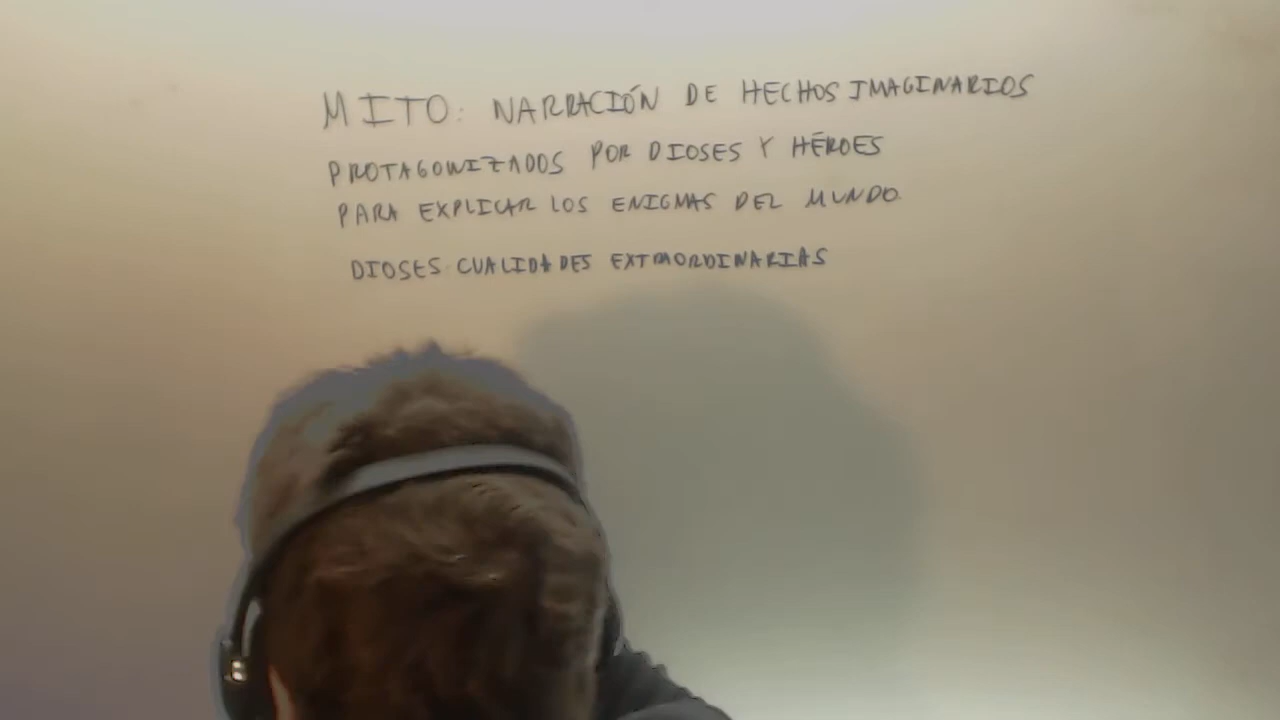 MITO: NARRACIÓN DE HECHOS IMAGINARIOS
PROTAGONIZADOS POR DIOSES Y HÉROES
PARA EXPLICAR LOS ENIGMAS DEL MUNDO.
DIOSES CUALIDADES EXTRAORDINARIAS